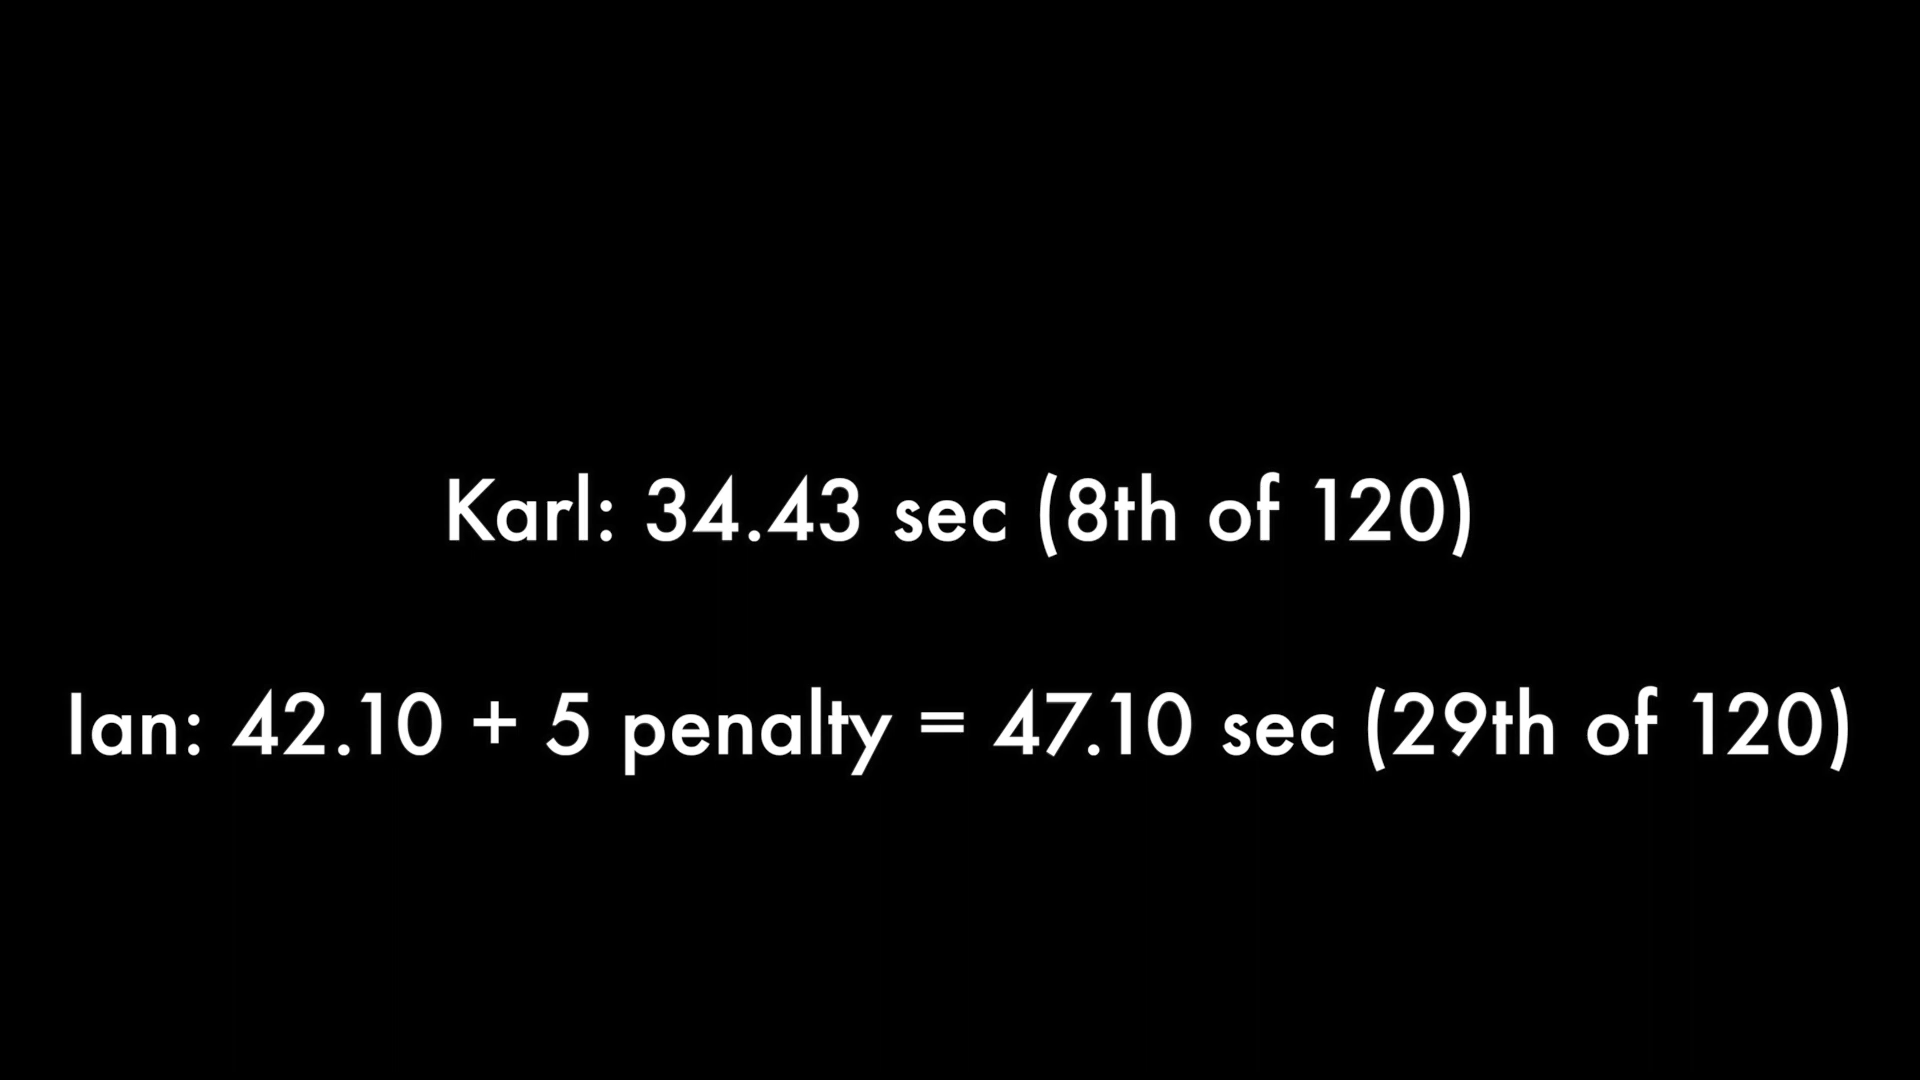 Karl: 34.43 sec (8th of 120)
Ian: 42.10 + 5 penalty = 47.10 sec (29th of 120)